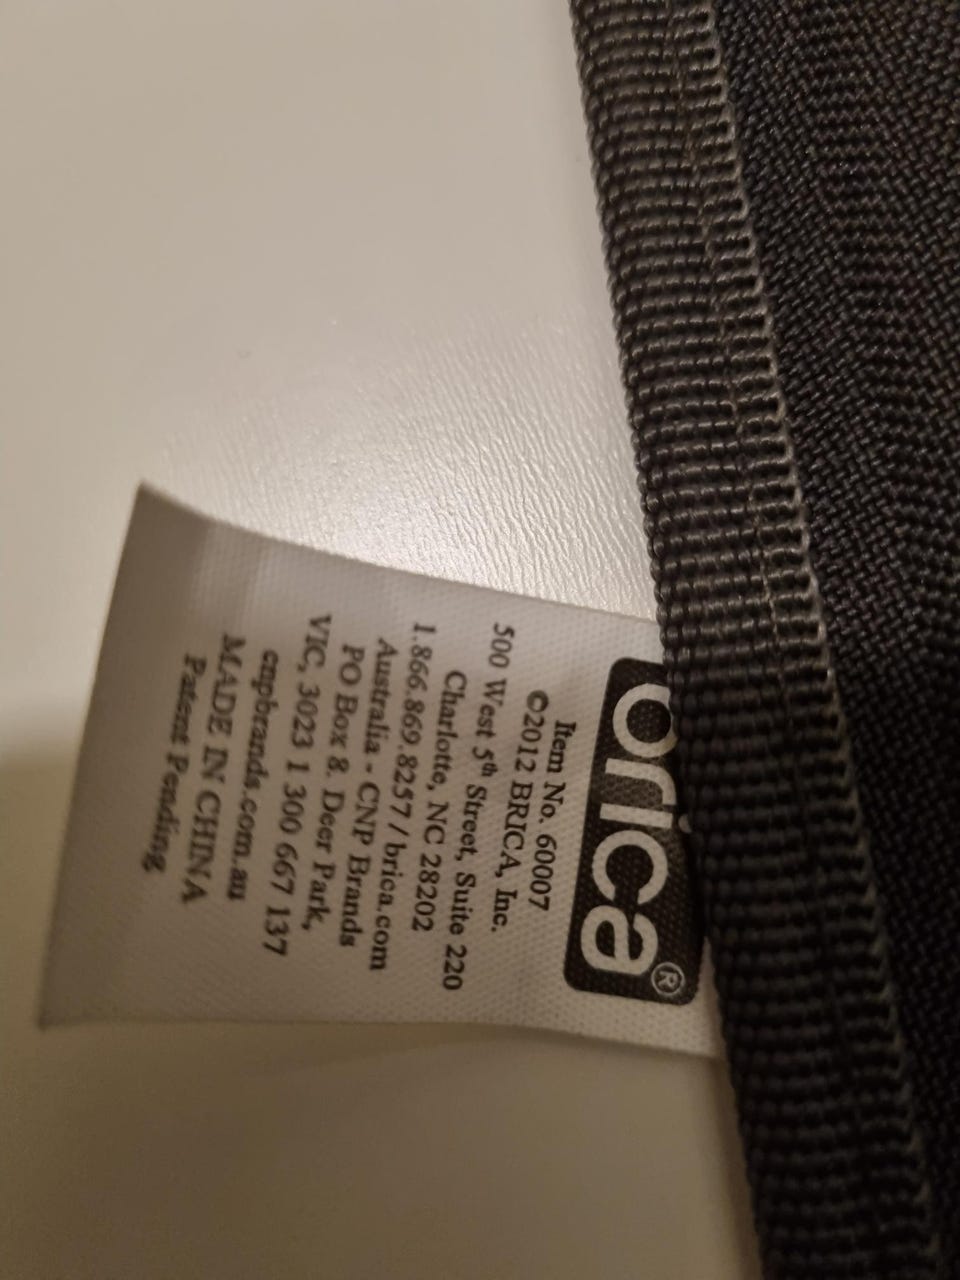 brica®
Item No. 60007
©2012 BRICA, Inc.
500 West 5th Street, Suite 220
Charlotte, NC 28202
1.866.869.8257 / brica.com
Australia - CNP Brands
PO Box 8. Deer Park,
VIC, 3023 1 300 667 137
cnpbrands.com.au
MADE IN CHINA
Patent Pending